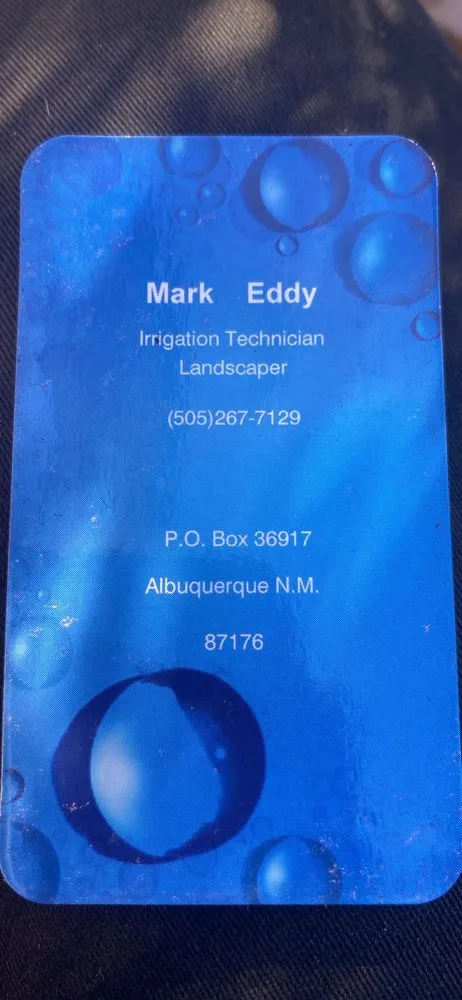 Mark Eddy
Irrigation Technician
Landscaper
(505)267-7129
P.O. Box 36917
Albuquerque N.M.
87176